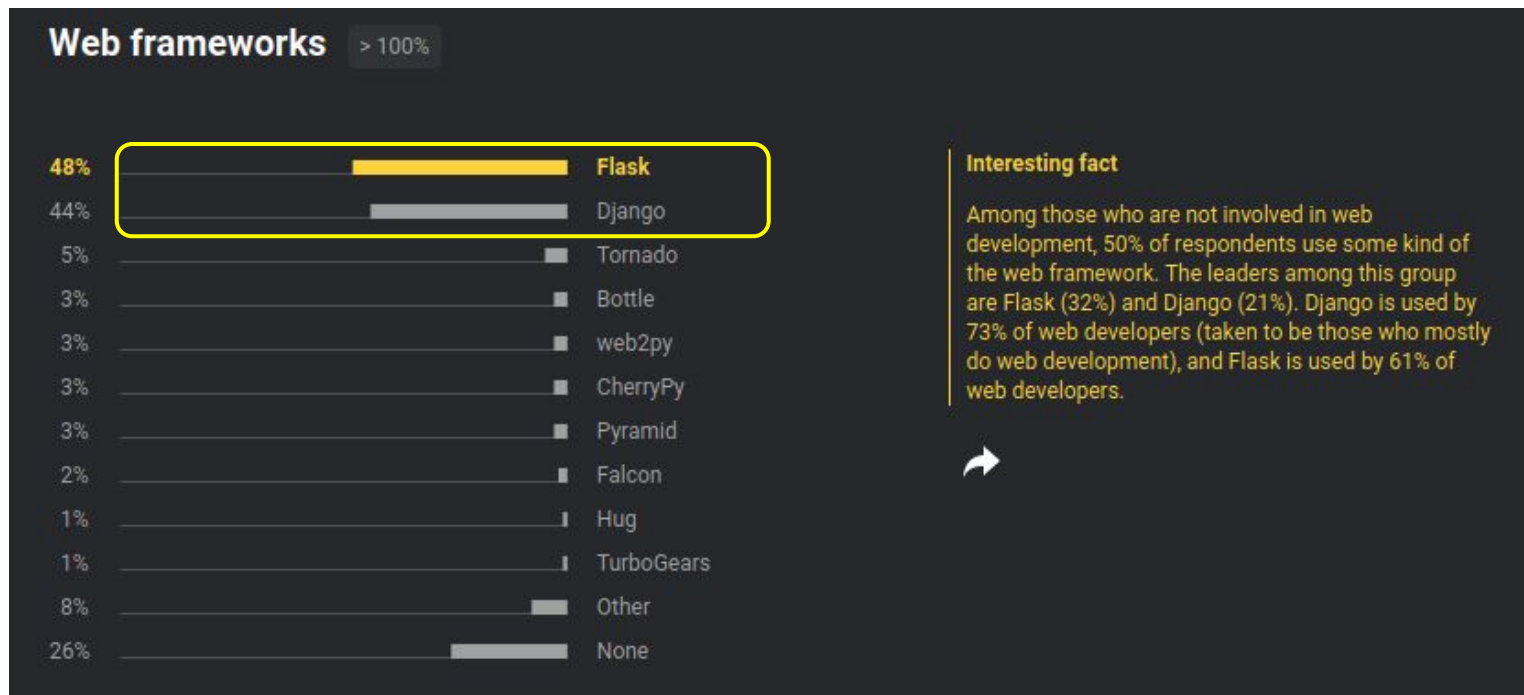 Web frameworks > 100%
48% Flask
44% Django
5% Tornado
3% Bottle
3% web2py
3% CherryPy
3% Pyramid
2% Falcon
1% Hug
1% TurboGears
8% Other
26% None
Interesting fact
Among those who are not involved in web
development, 50% of respondents use some kind of
the web framework. The leaders among this group
are Flask (32%) and Django (21%). Django is used by
73% of web developers (taken to be those who mostly
do web development), and Flask is used by 61% of
web developers.